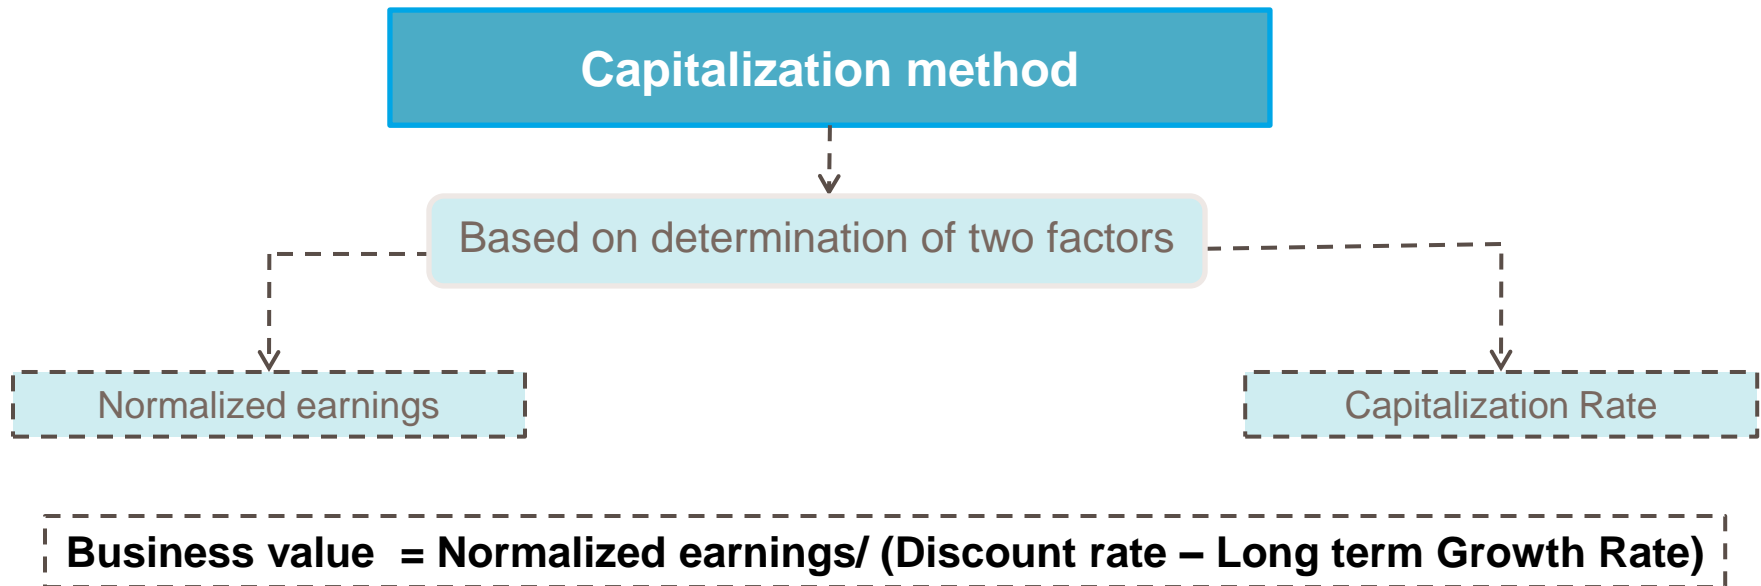 Capitalization method
Based on determination of two factors
Normalized earnings
Capitalization Rate
Business value  = Normalized earnings/ (Discount rate – Long term Growth Rate)